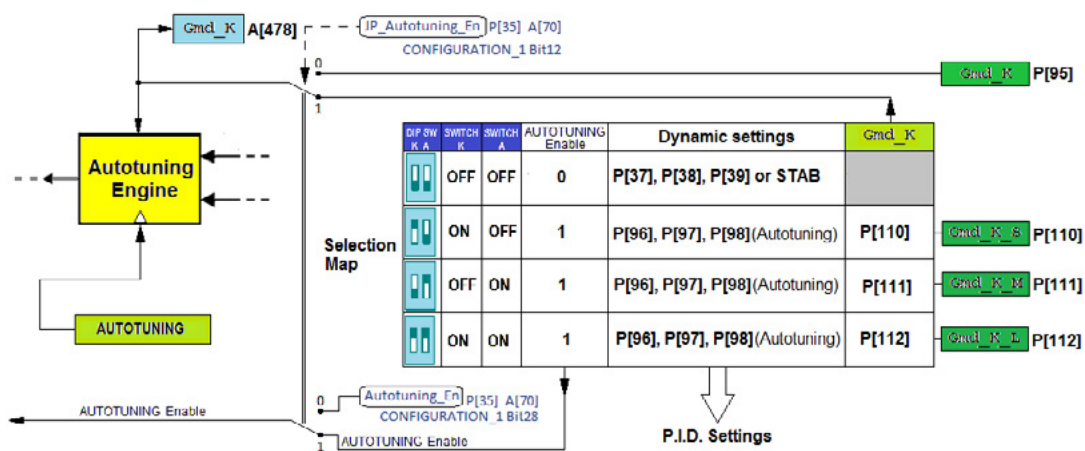 Gmd_K A[478]
JP_Autotuning_En P[35] A[70]
CONFIGURATION_1 Bit12
0
Gmd_K P[95]
1
Autotuning
Engine
DIP SW SWITCH SWITCH AUTOTUNING Dynamic settings Gmd_K
K A K A Enable
OFF OFF 0 P[37], P[38], P[39] or STAB
ON OFF 1 P[96], P[97], P[98](Autotuning) P[110] Gmd_K_S P[110]
Selection
Map
OFF ON 1 P[96], P[97], P[98](Autotuning) P[111] Gmd_K_M P[111]
AUTOTUNING
ON ON 1 P[96], P[97], P[98](Autotuning) P[112] Gmd_K_L P[112]
0
Autotuning_En P[35] A[70]
CONFIGURATION_1 Bit28
AUTOTUNING Enable
1
AUTOTUNING Enable
P.I.D. Settings